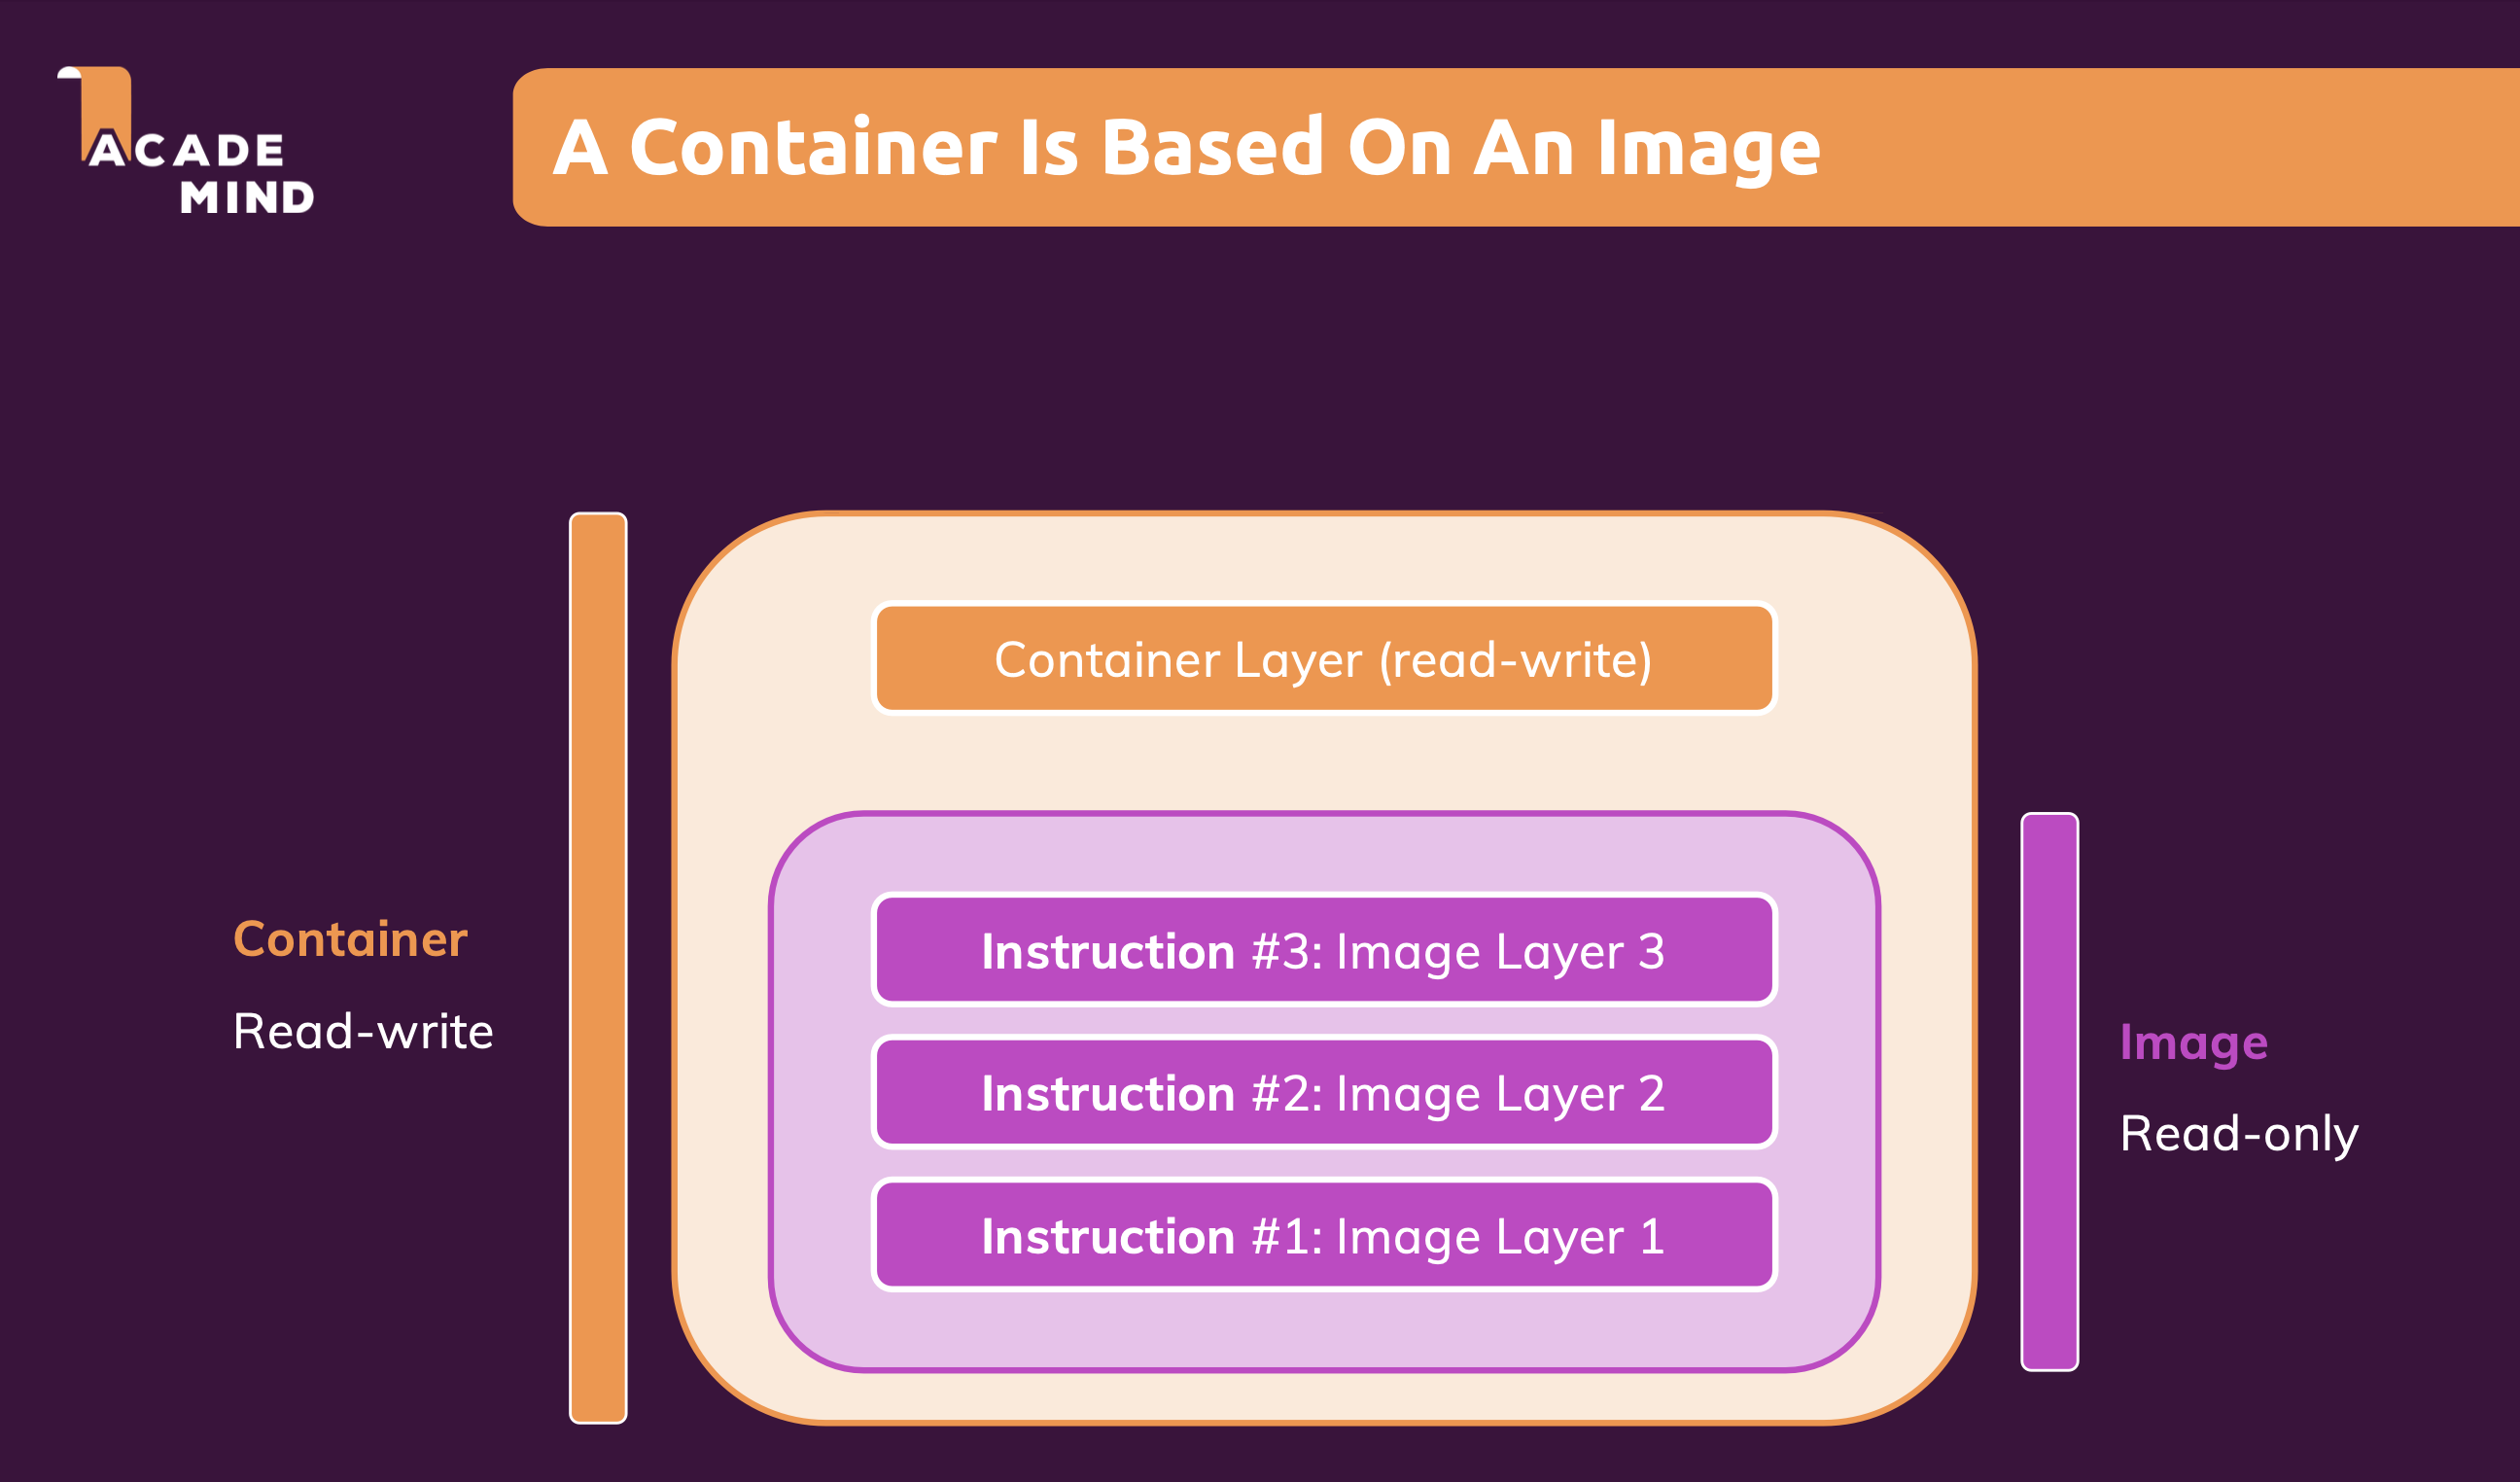 ACADE
MIND
A Container Is Based On An Image
Container Layer (read-write)
Container
Read-write
Instruction #3: Image Layer 3
Instruction #2: Image Layer 2
Instruction #1: Image Layer 1
Image
Read-only